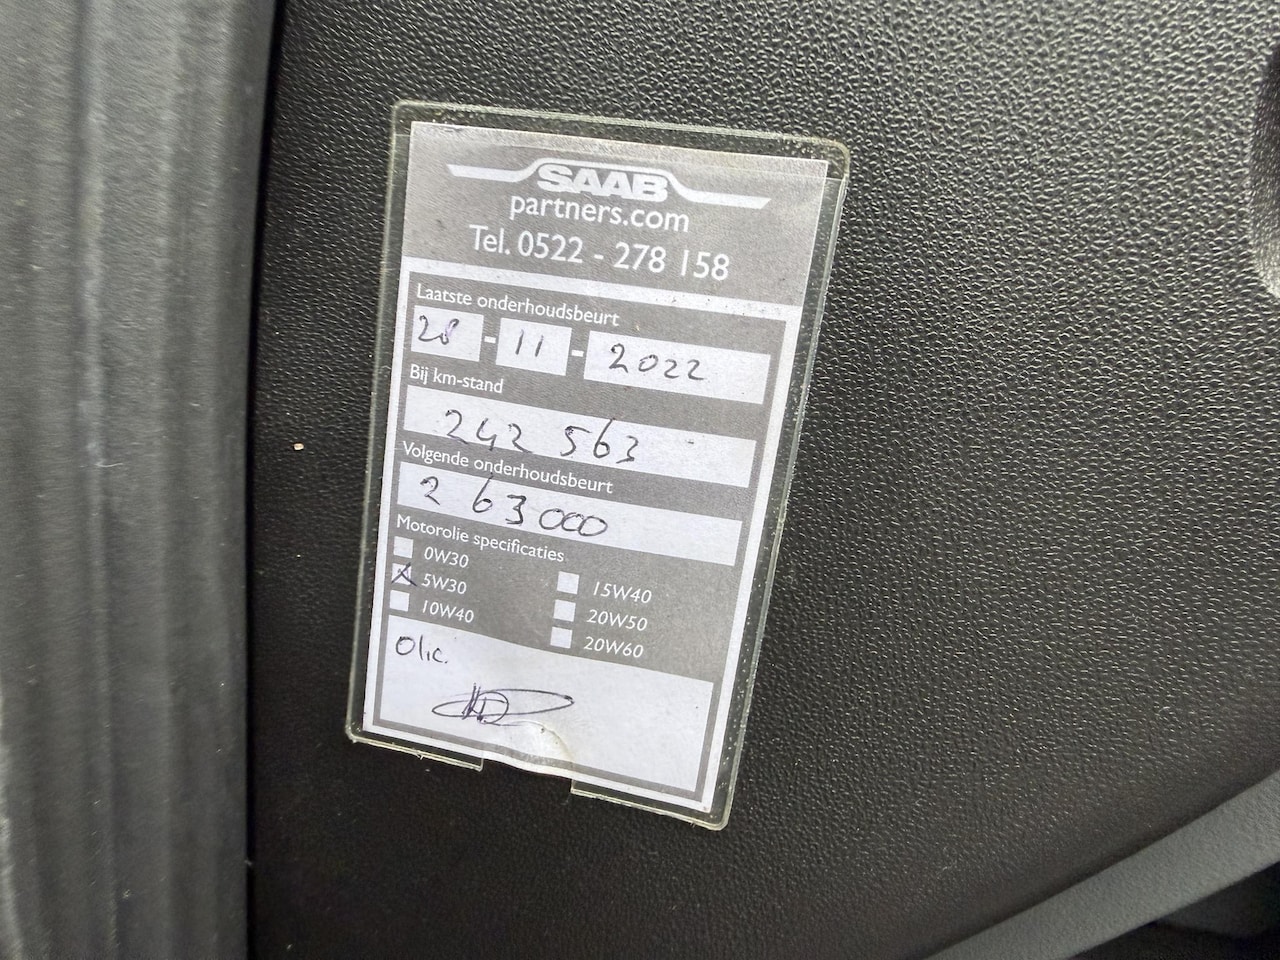 SAAB
partners.com
Tel. 0522 - 278 158
Laatste onderhoudsbeurt
28 - 11 - 2022
Bij km-stand
242 563
Volgende onderhoudsbeurt
263000
Motorolie specificaties
0W30
5W30
10W40
15W40
20W50
20W60
Olie.